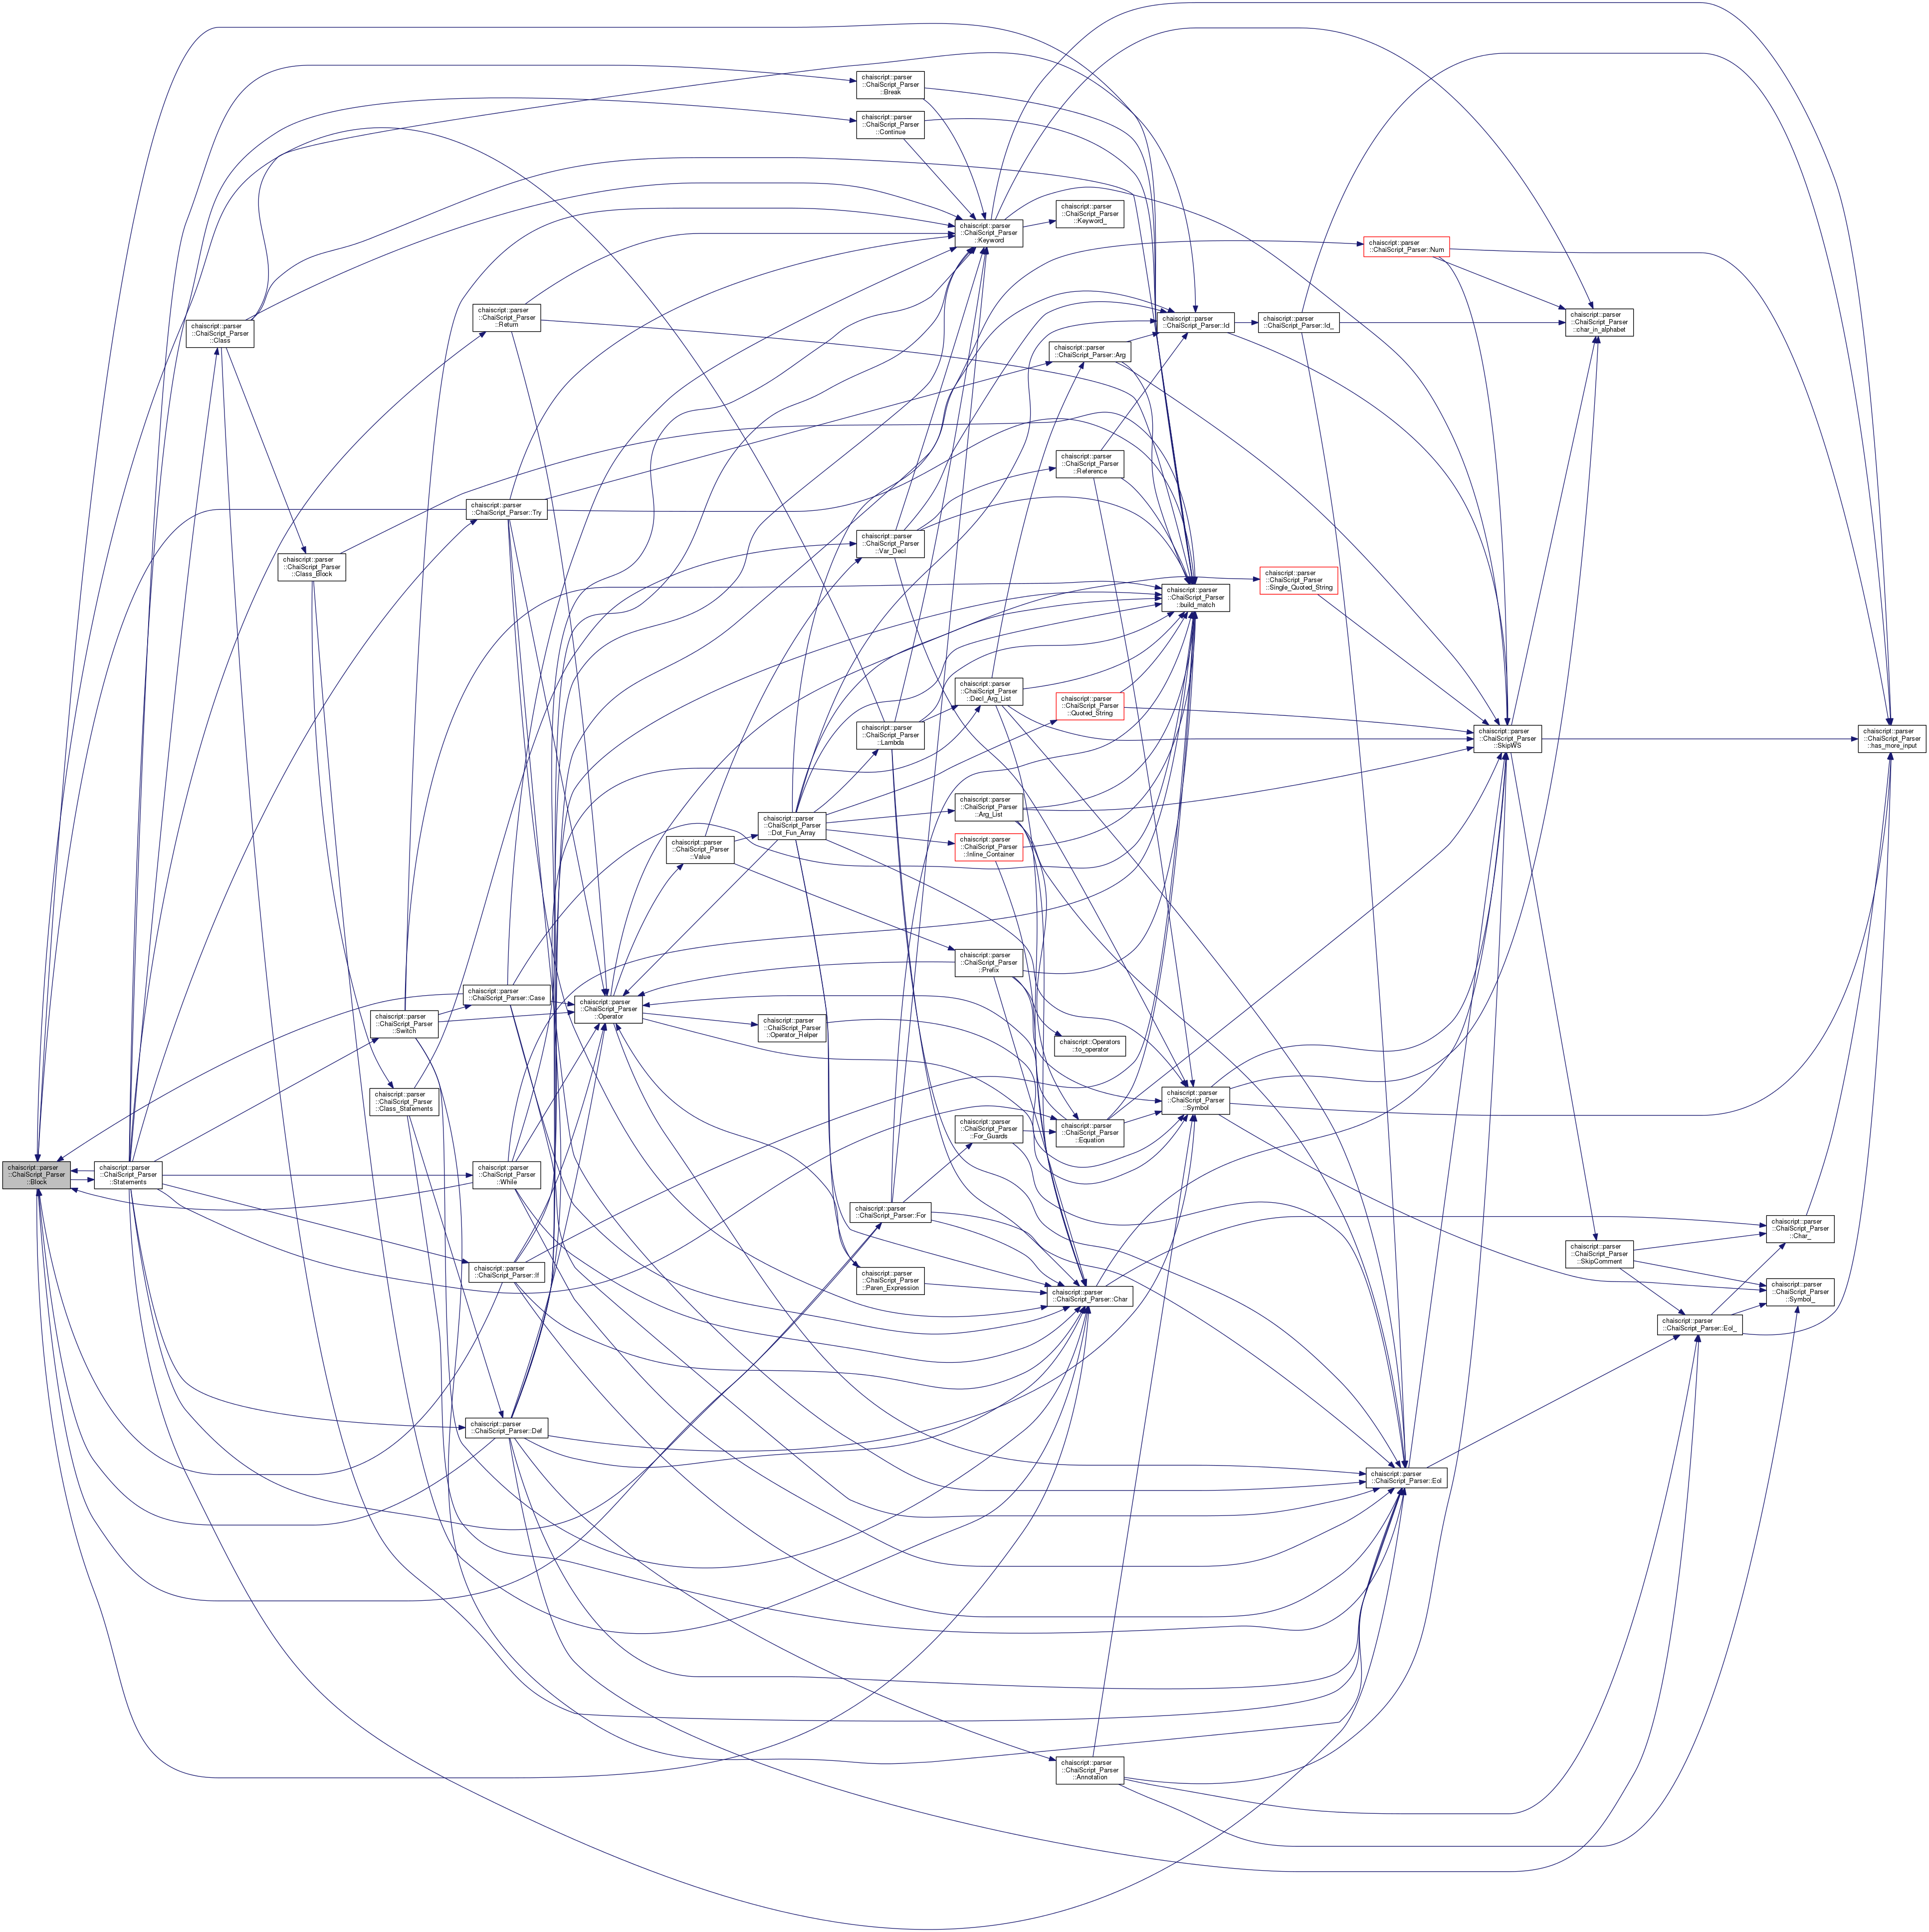 chaiscript::parser
::ChaiScript_Parser
::Break
chaiscript::parser
::ChaiScript_Parser
::Continue
chaiscript::parser
::ChaiScript_Parser
::Keyword_
chaiscript::parser
::ChaiScript_Parser
::Keyword
chaiscript::parser
::ChaiScript_Parser::Num
chaiscript::parser
::ChaiScript_Parser
::Return
chaiscript::parser
::ChaiScript_Parser::Id
chaiscript::parser
::ChaiScript_Parser::Id_
chaiscript::parser
::ChaiScript_Parser
::char_in_alphabet
chaiscript::parser
::ChaiScript_Parser
::Class
chaiscript::parser
::ChaiScript_Parser::Arg
chaiscript::parser
::ChaiScript_Parser
::Reference
chaiscript::parser
::ChaiScript_Parser::Try
chaiscript::parser
::ChaiScript_Parser
::Var_Decl
chaiscript::parser
::ChaiScript_Parser
::Class_Block
chaiscript::parser
::ChaiScript_Parser
::Single_Quoted_String
chaiscript::parser
::ChaiScript_Parser
::build_match
chaiscript::parser
::ChaiScript_Parser
::Decl_Arg_List
chaiscript::parser
::ChaiScript_Parser
::Quoted_String
chaiscript::parser
::ChaiScript_Parser
::Lambda
chaiscript::parser
::ChaiScript_Parser
::SkipWS
chaiscript::parser
::ChaiScript_Parser
::has_more_input
chaiscript::parser
::ChaiScript_Parser
::Arg_List
chaiscript::parser
::ChaiScript_Parser
::Dot_Fun_Array
chaiscript::parser
::ChaiScript_Parser
::Inline_Container
chaiscript::parser
::ChaiScript_Parser
::Value
chaiscript::parser
::ChaiScript_Parser
::Prefix
chaiscript::parser
::ChaiScript_Parser::Case
chaiscript::parser
::ChaiScript_Parser
::Operator
chaiscript::parser
::ChaiScript_Parser
::Switch
chaiscript::parser
::ChaiScript_Parser
::Operator_Helper
chaiscript::Operators
::to_operator
chaiscript::parser
::ChaiScript_Parser
::Class_Statements
chaiscript::parser
::ChaiScript_Parser
::Symbol
chaiscript::parser
::ChaiScript_Parser
::For_Guards
chaiscript::parser
::ChaiScript_Parser
::Equation
chaiscript::parser
::ChaiScript_Parser
::Block
chaiscript::parser
::ChaiScript_Parser
::Statements
chaiscript::parser
::ChaiScript_Parser
::While
chaiscript::parser
::ChaiScript_Parser::For
chaiscript::parser
::ChaiScript_Parser
::Char_
chaiscript::parser
::ChaiScript_Parser
::SkipComment
chaiscript::parser
::ChaiScript_Parser::If
chaiscript::parser
::ChaiScript_Parser
::Paren_Expression
chaiscript::parser
::ChaiScript_Parser::Char
chaiscript::parser
::ChaiScript_Parser
::Symbol_
chaiscript::parser
::ChaiScript_Parser::Eol_
chaiscript::parser
::ChaiScript_Parser::Def
chaiscript::parser
::ChaiScript_Parser::Eol
chaiscript::parser
::ChaiScript_Parser
::Annotation